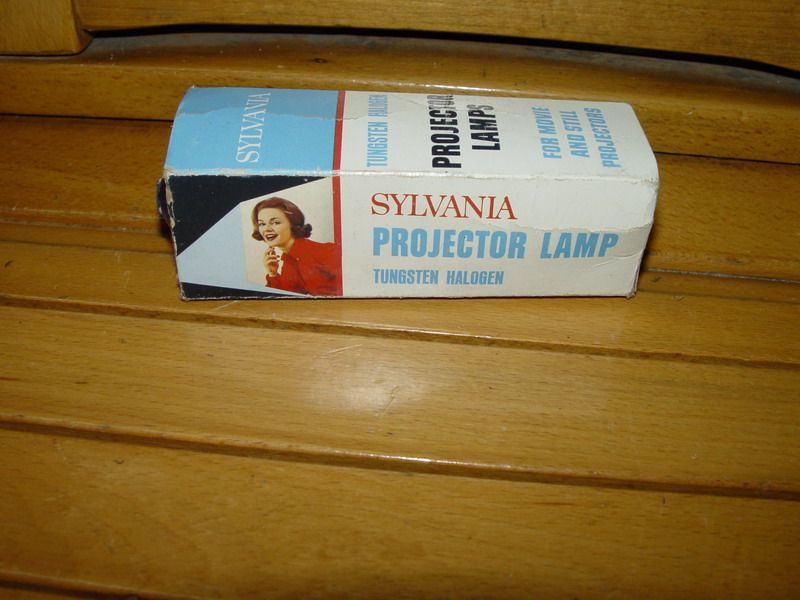 SYLVANIA
TUNGSTEN HALOGEN
PROJECTOR
LAMPS
FOR MOVIE
AND STILL
PROJECTORS
SYLVANIA
PROJECTOR LAMP
TUNGSTEN HALOGEN